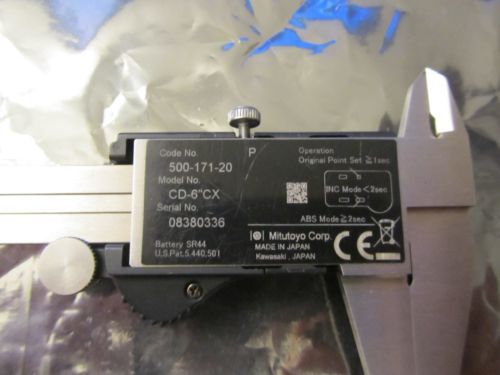 Code No.
500-171-20
Model No.
CD-6"CX
Serial No.
08380336
Battery SR44
U.S.Pat.5,440,501
P
Operation
Original Point Set ≧1sec
INC Mode<2sec
ABS Mode≧2sec
Mitutoyo Corp.
MADE IN JAPAN
Kawasaki, JAPAN
CE